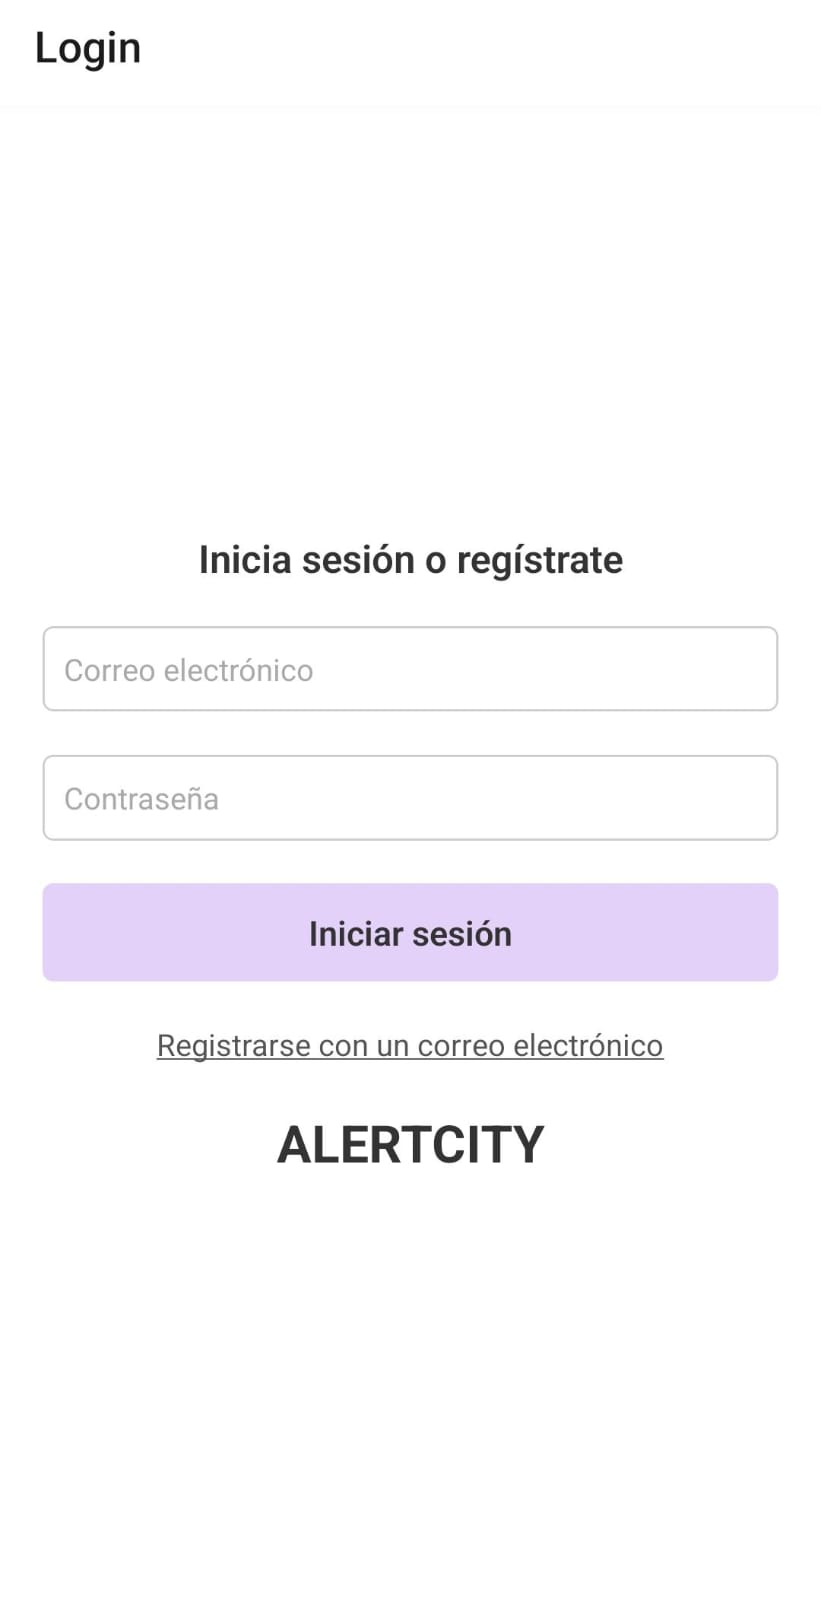 Login
Inicia sesión o regístrate
Correo electrónico
Contraseña
Iniciar sesión
Registrarse con un correo electrónico
ALERTCITY